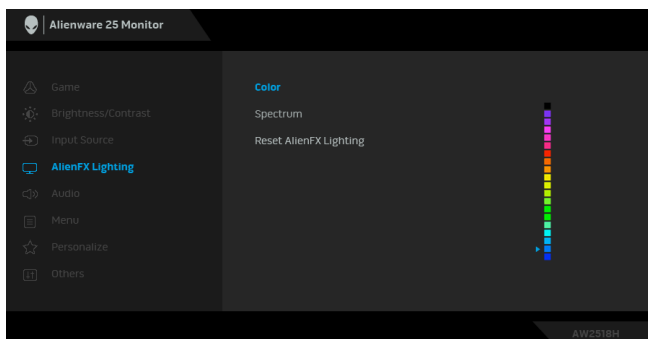 Alienware 25 Monitor
Game
Brightness/Contrast
Input Source
AlienFX Lighting
Audio
Menu
Personalize
Others
Color
Spectrum
Reset AlienFX Lighting
AW2518H